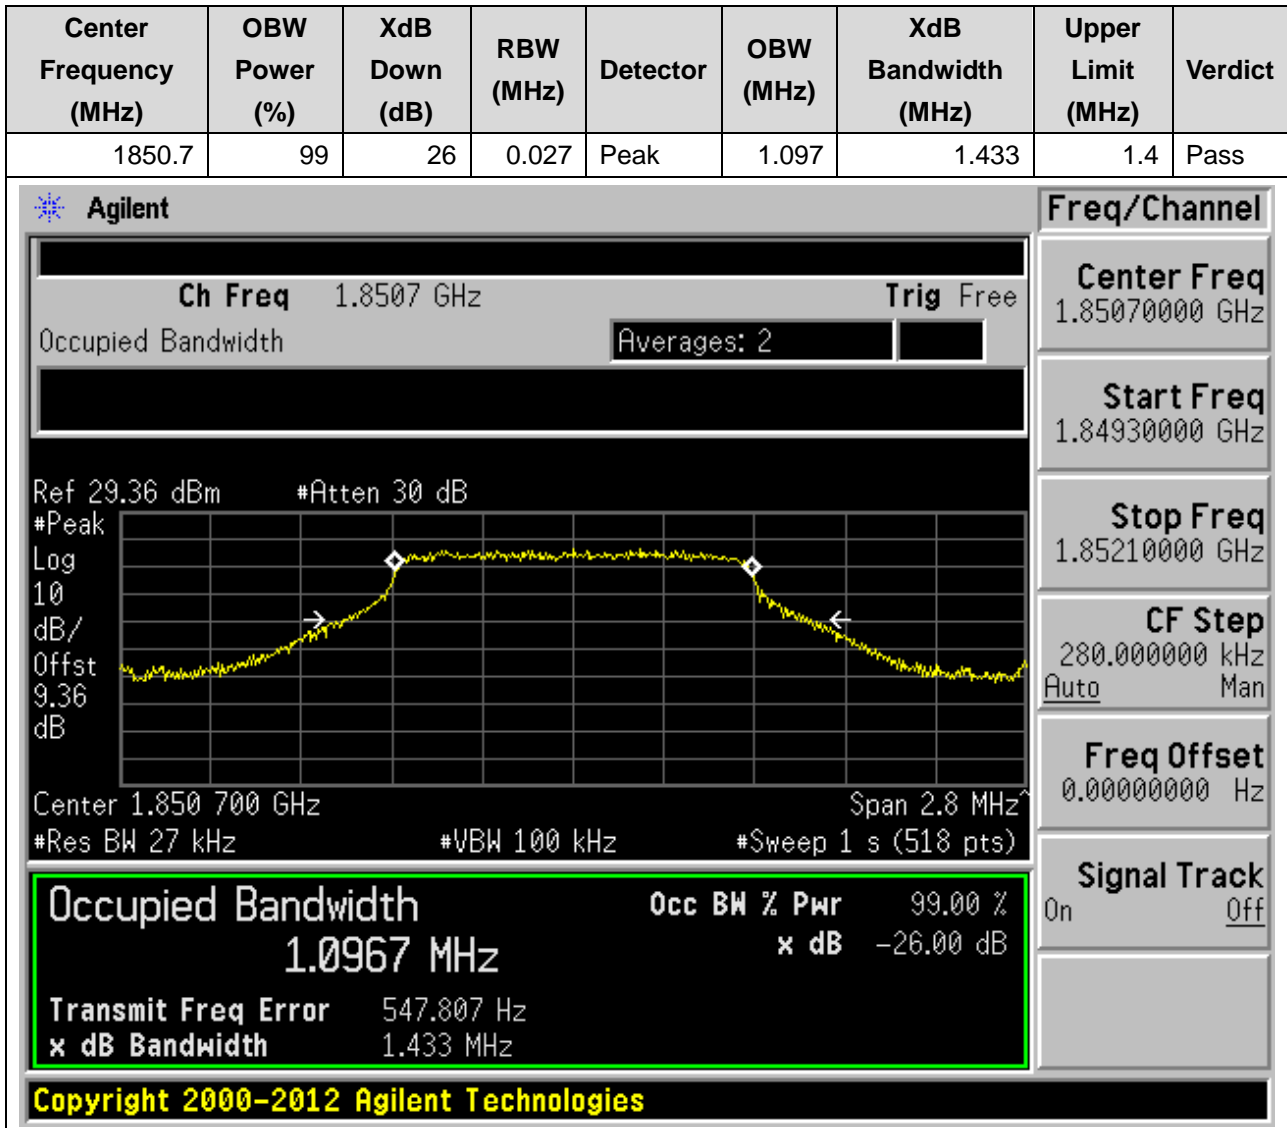 Center Frequency (MHz) OBW Power (%) XdB Down (dB) RBW (MHz) Detector OBW (MHz) XdB Bandwidth (MHz) Upper Limit (MHz) Verdict
1850.7 99 26 0.027 Peak 1.097 1.433 1.4 Pass
Agilent
Freq/Channel
Ch Freq 1.8507 GHz Trig Free
Occupied Bandwidth Averages: 2
Center Freq
1.85070000 GHz
Start Freq
1.84930000 GHz
Stop Freq
1.85210000 GHz
CF Step
280.000000 kHz
Auto Man
Freq Offset
0.00000000 Hz
Signal Track
On Off
Ref 29.36 dBm #Atten 30 dB
#Peak
Log
10
dB/
Offst
9.36
dB
Center 1.850 700 GHz Span 2.8 MHz^
#Res BW 27 kHz #VBW 100 kHz #Sweep 1 s (518 pts)
Occupied Bandwidth Occ BW % Pwr 99.00 %
1.0967 MHz x dB -26.00 dB
Transmit Freq Error 547.807 Hz
x dB Bandwidth 1.433 MHz
Copyright 2000-2012 Agilent Technologies